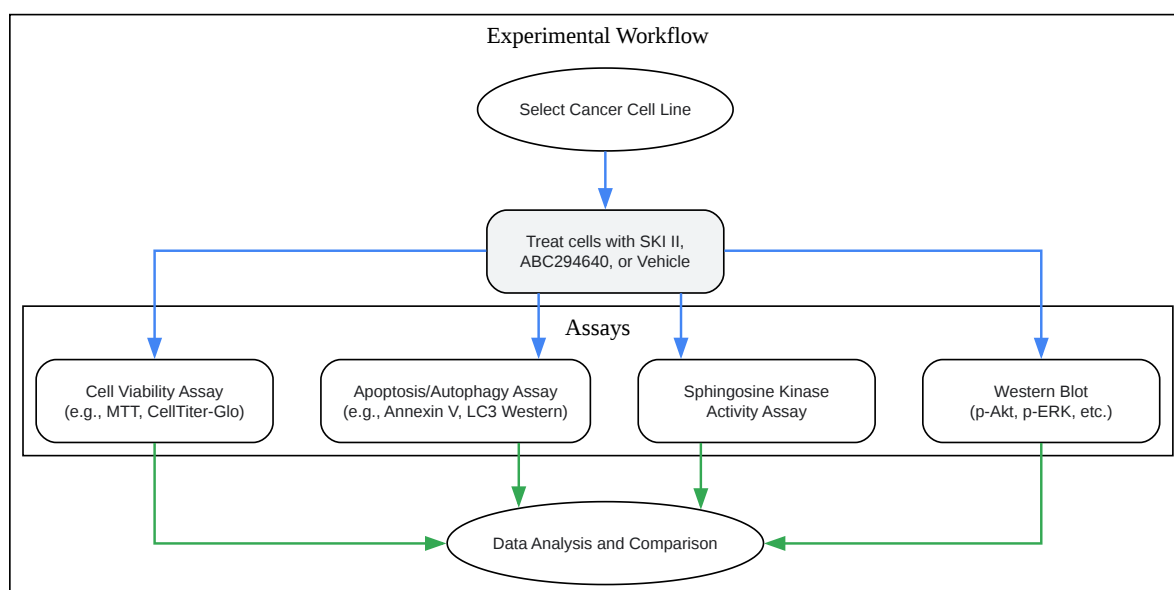 Experimental Workflow
Select Cancer Cell Line
Treat cells with SKI II,
ABC294640, or Vehicle
Assays
Cell Viability Assay
(e.g., MTT, CellTiter-Glo)
Apoptosis/Autophagy Assay
(e.g., Annexin V, LC3 Western)
Sphingosine Kinase
Activity Assay
Western Blot
(p-Akt, p-ERK, etc.)
Data Analysis and Comparison